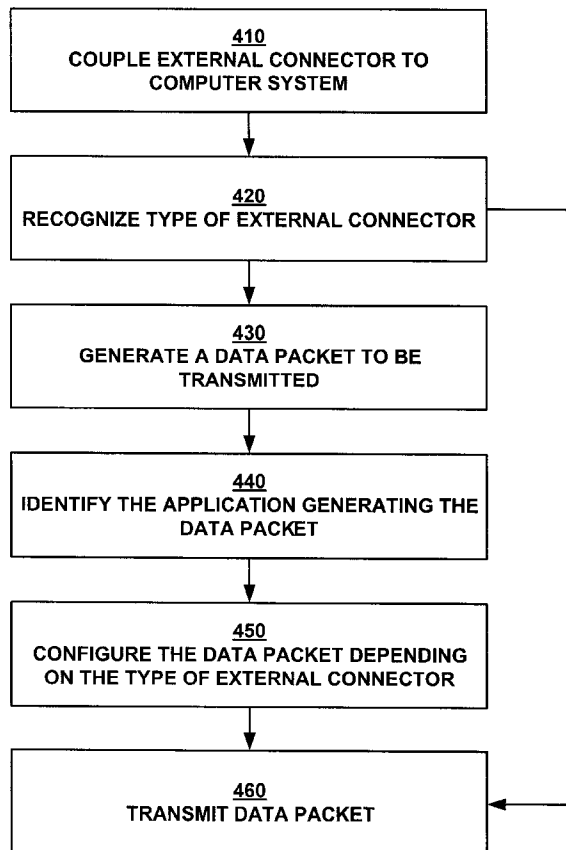 410
COUPLE EXTERNAL CONNECTOR TO
COMPUTER SYSTEM
420
RECOGNIZE TYPE OF EXTERNAL CONNECTOR
430
GENERATE A DATA PACKET TO BE
TRANSMITTED
440
IDENTIFY THE APPLICATION GENERATING THE
DATA PACKET
450
CONFIGURE THE DATA PACKET DEPENDING
ON THE TYPE OF EXTERNAL CONNECTOR
460
TRANSMIT DATA PACKET